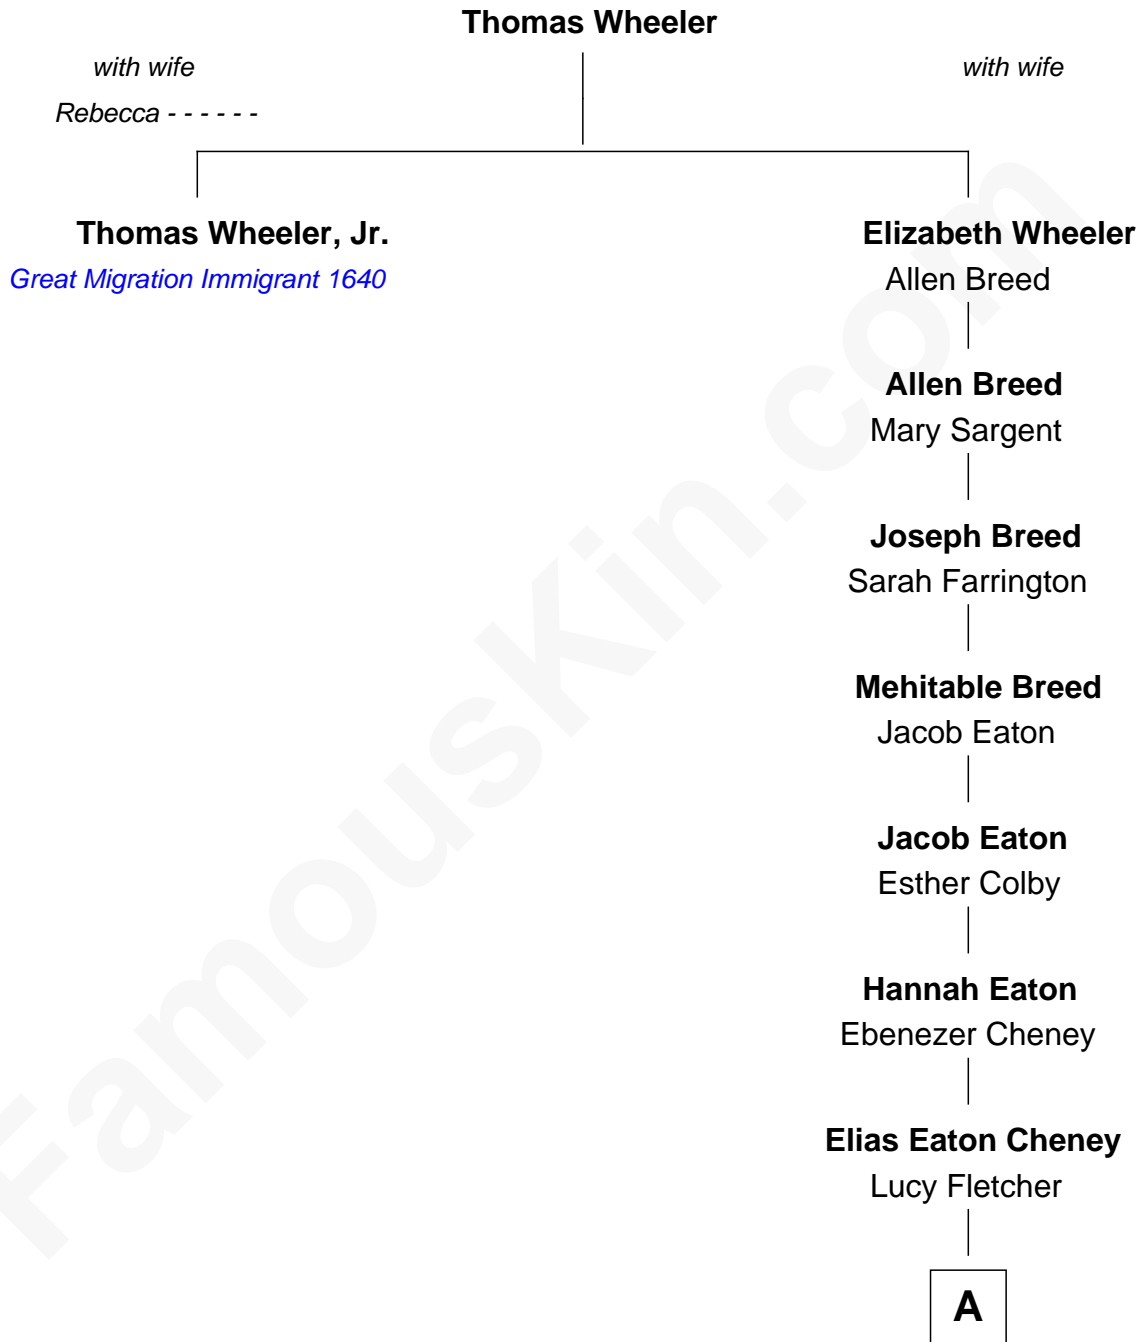 Thomas Wheeler
with wife
with wife
Rebecca - - - - - -
Thomas Wheeler, Jr.
Elizabeth Wheeler
Great Migration Immigrant 1640
Allen Breed
Allen Breed
Mary Sargent
Joseph Breed
Sarah Farrington
Mehitable Breed
Jacob Eaton
Jacob Eaton
Esther Colby
Hannah Eaton
Ebenezer Cheney
Elias Eaton Cheney
Lucy Fletcher
A
FamousKin.com